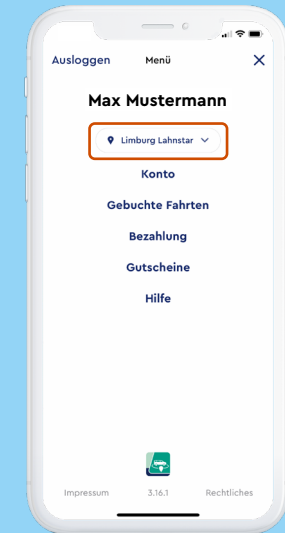 Ausloggen Menü
Max Mustermann
Limburg Lahnstar
Konto
Gebuchte Fahrten
Bezahlung
Gutscheine
Hilfe
Impressum 3.16.1 Rechtliches